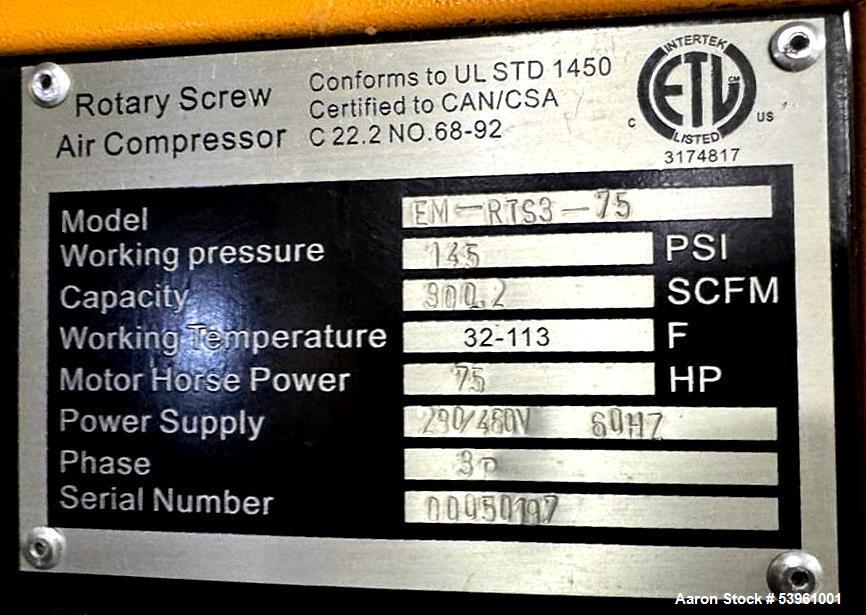 Rotary Screw
Air Compressor
Conforms to UL STD 1450
Certified to CAN/CSA
C 22.2 NO.68-92
INTERTEK
ETL CM
C US
LISTED
3174817
Model EM-RTS3-75
Working pressure 145 PSI
Capacity 300.2 SCFM
Working Temperature 32-113 F
Motor Horse Power 75 HP
Power Supply 230/460V 60HZ
Phase 3P
Serial Number
Aaron Stock # 53961001